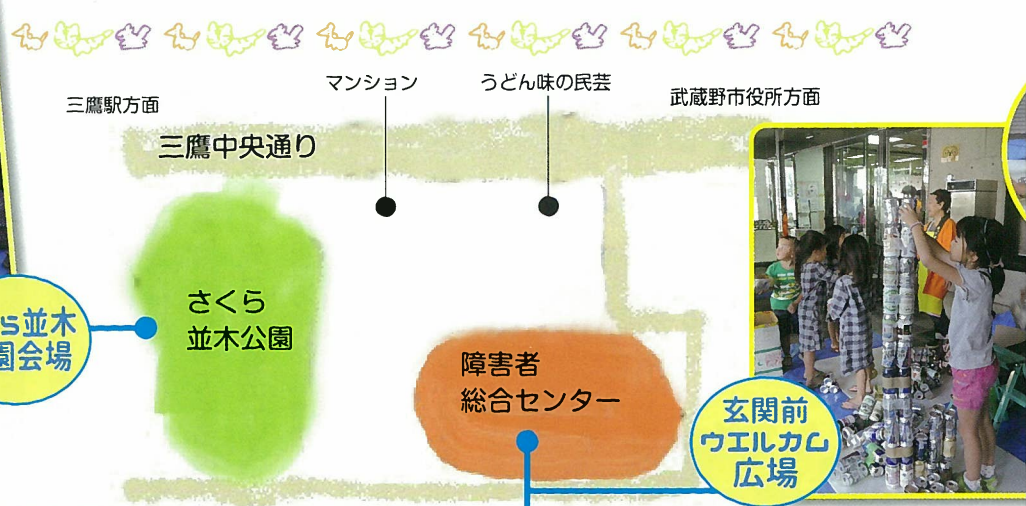 マンション
うどん味の民芸
三鷹駅方面
武蔵野市役所方面
三鷹中央通り
さくら
並木公園
ら並木
園会場
障害者
総合センター
玄関前
ウエルカム
広場